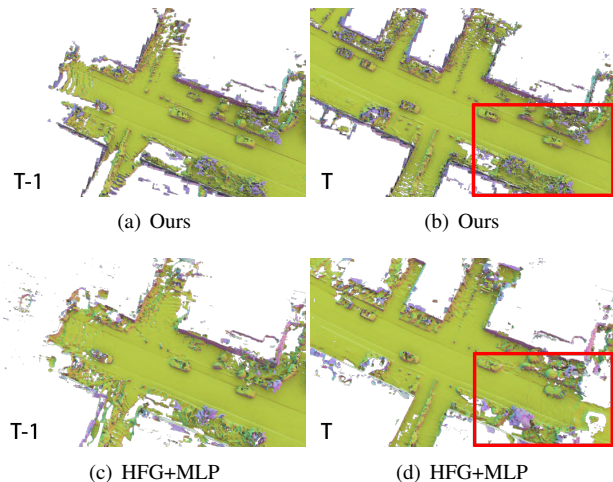 T-1
T
(a) Ours
(b) Ours
T-1
T
(c) HFG+MLP
(d) HFG+MLP